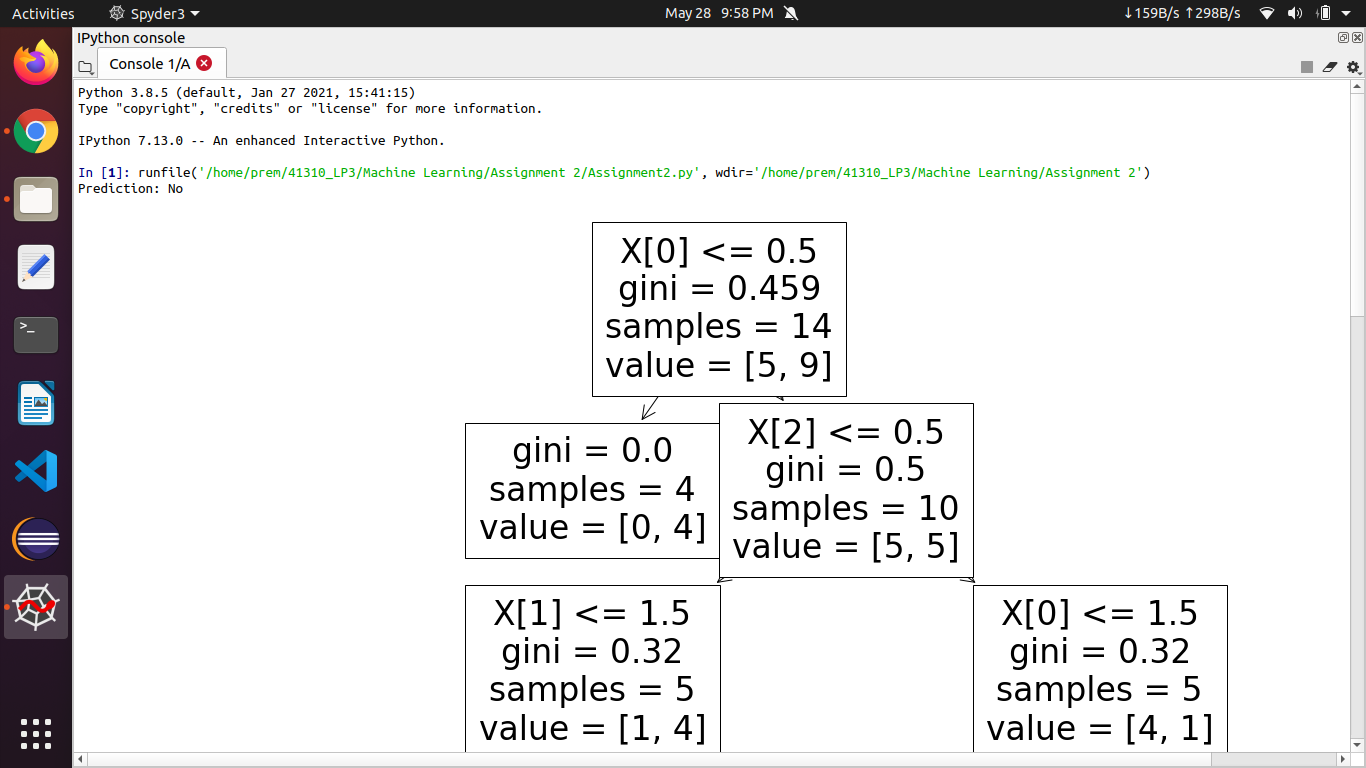 Activities
Spyder3
May 28 9:58 PM
↓159B/s ↑298B/s
IPython console
Console 1/A
Python 3.8.5 (default, Jan 27 2021, 15:41:15)
Type "copyright", "credits" or "license" for more information.
IPython 7.13.0 -- An enhanced Interactive Python.
In [1]: runfile('/home/prem/41310_LP3/Machine Learning/Assignment 2/Assignment2.py', wdir='/home/prem/41310_LP3/Machine Learning/Assignment 2')
Prediction: No
X[0] <= 0.5
gini = 0.459
samples = 14
value = [5, 9]
gini = 0.0
samples = 4
value = [0, 4]
X[2] <= 0.5
gini = 0.5
samples = 10
value = [5, 5]
X[1] <= 1.5
gini = 0.32
samples = 5
value = [1, 4]
X[0] <= 1.5
gini = 0.32
samples = 5
value = [4, 1]
>_